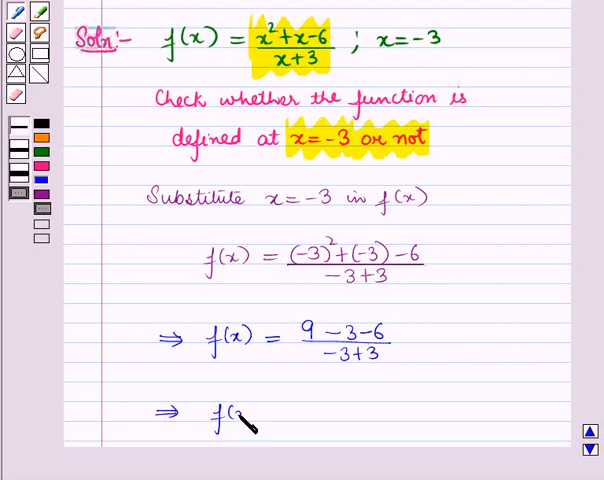 Soln:- f(x) = x²+x-6 / x+3 ; x=-3
Check whether the function is
defined at x=-3 or not
Substitute x=-3 in f(x)
f(x) = (-3)²+(-3)-6 / -3+3
⇒ f(x) = 9-3-6 / -3+3
⇒ f(